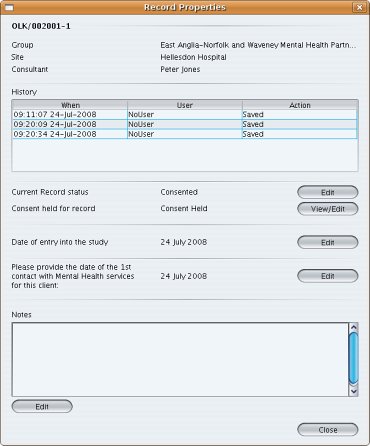 Record Properties
OLK/002001-1
Group East Anglia-Norfolk and Waveney Mental Health Partn...
Site Hellesdon Hospital
Consultant Peter Jones
History
When User Action
09:11:07 24-Jul-2008 NoUser Saved
09:20:09 24-Jul-2008 NoUser Saved
09:20:34 24-Jul-2008 NoUser Saved
Current Record status Consented Edit
Consent held for record Consent Held View/Edit
Date of entry into the study 24 July 2008 Edit
Please provide the date of the 1st
contact with Mental Health services 24 July 2008 Edit
for this client:
Notes
Edit
Close